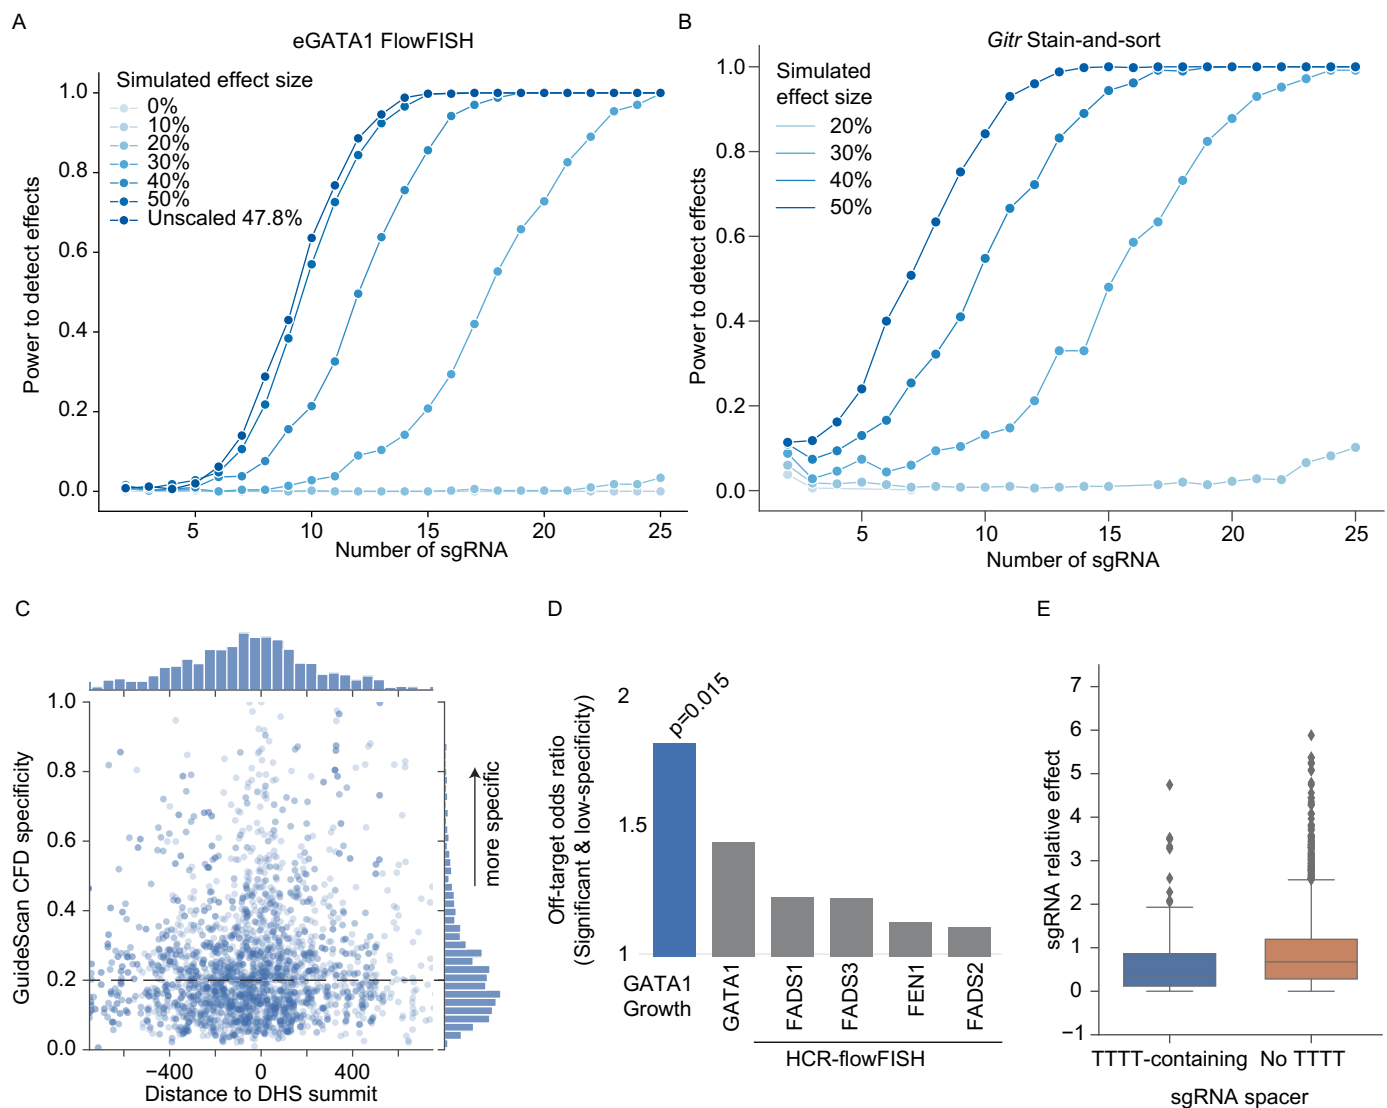 A
eGATA1 FlowFISH
Simulated effect size
0%
10%
20%
30%
40%
50%
Unscaled 47.8%
Power to detect effects
1.0
0.8
0.6
0.4
0.2
0.0
5
10
15
20
25
Number of sgRNA
B
Gitr Stain-and-sort
Simulated
effect size
20%
30%
40%
50%
Power to detect effects
1.0
0.8
0.6
0.4
0.2
0.0
5
10
15
20
25
Number of sgRNA
C
GuideScan CFD specificity
1.0
0.8
0.6
0.4
0.2
0.0
more specific
−400
0
400
Distance to DHS summit
D
Off-target odds ratio
(Significant & low-specificity)
2
1.5
1
p=0.015
GATA1
Growth
GATA1
FADS1
FADS3
FEN1
FADS2
HCR-flowFISH
E
sgRNA relative effect
7
6
5
4
3
2
1
0
−1
TTTT-containing
No TTTT
sgRNA spacer